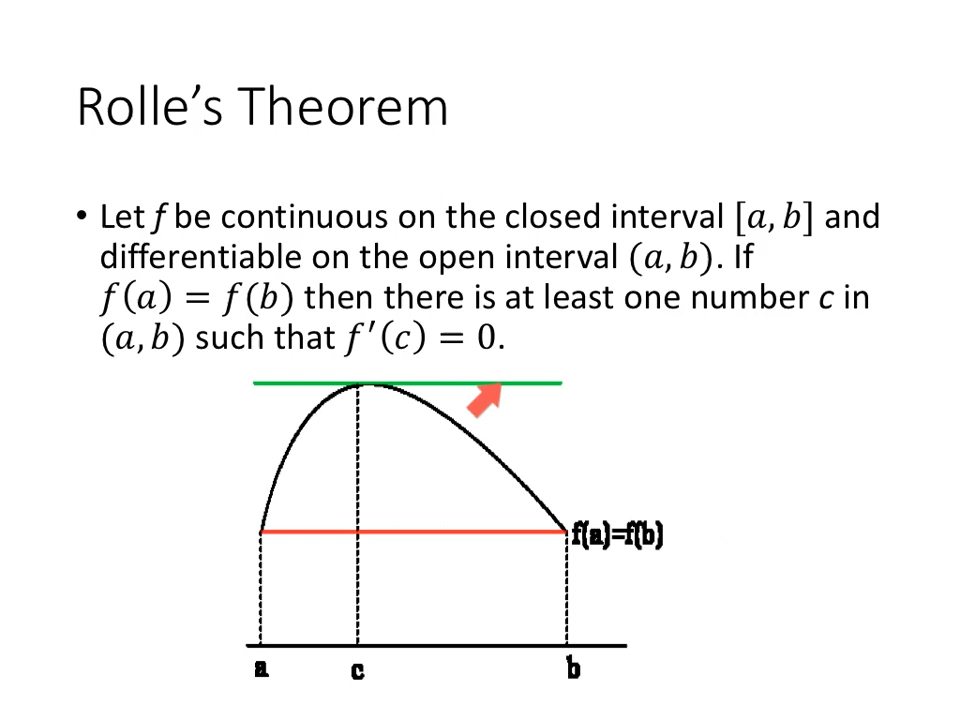 Rolle’s Theorem
• Let f be continuous on the closed interval [𝑎, 𝑏] and
differentiable on the open interval (𝑎, 𝑏). If
𝑓(𝑎) = 𝑓(𝑏) then there is at least one number c in
(𝑎, 𝑏) such that 𝑓′(𝑐) = 0.
f(a)=f(b)
a c b